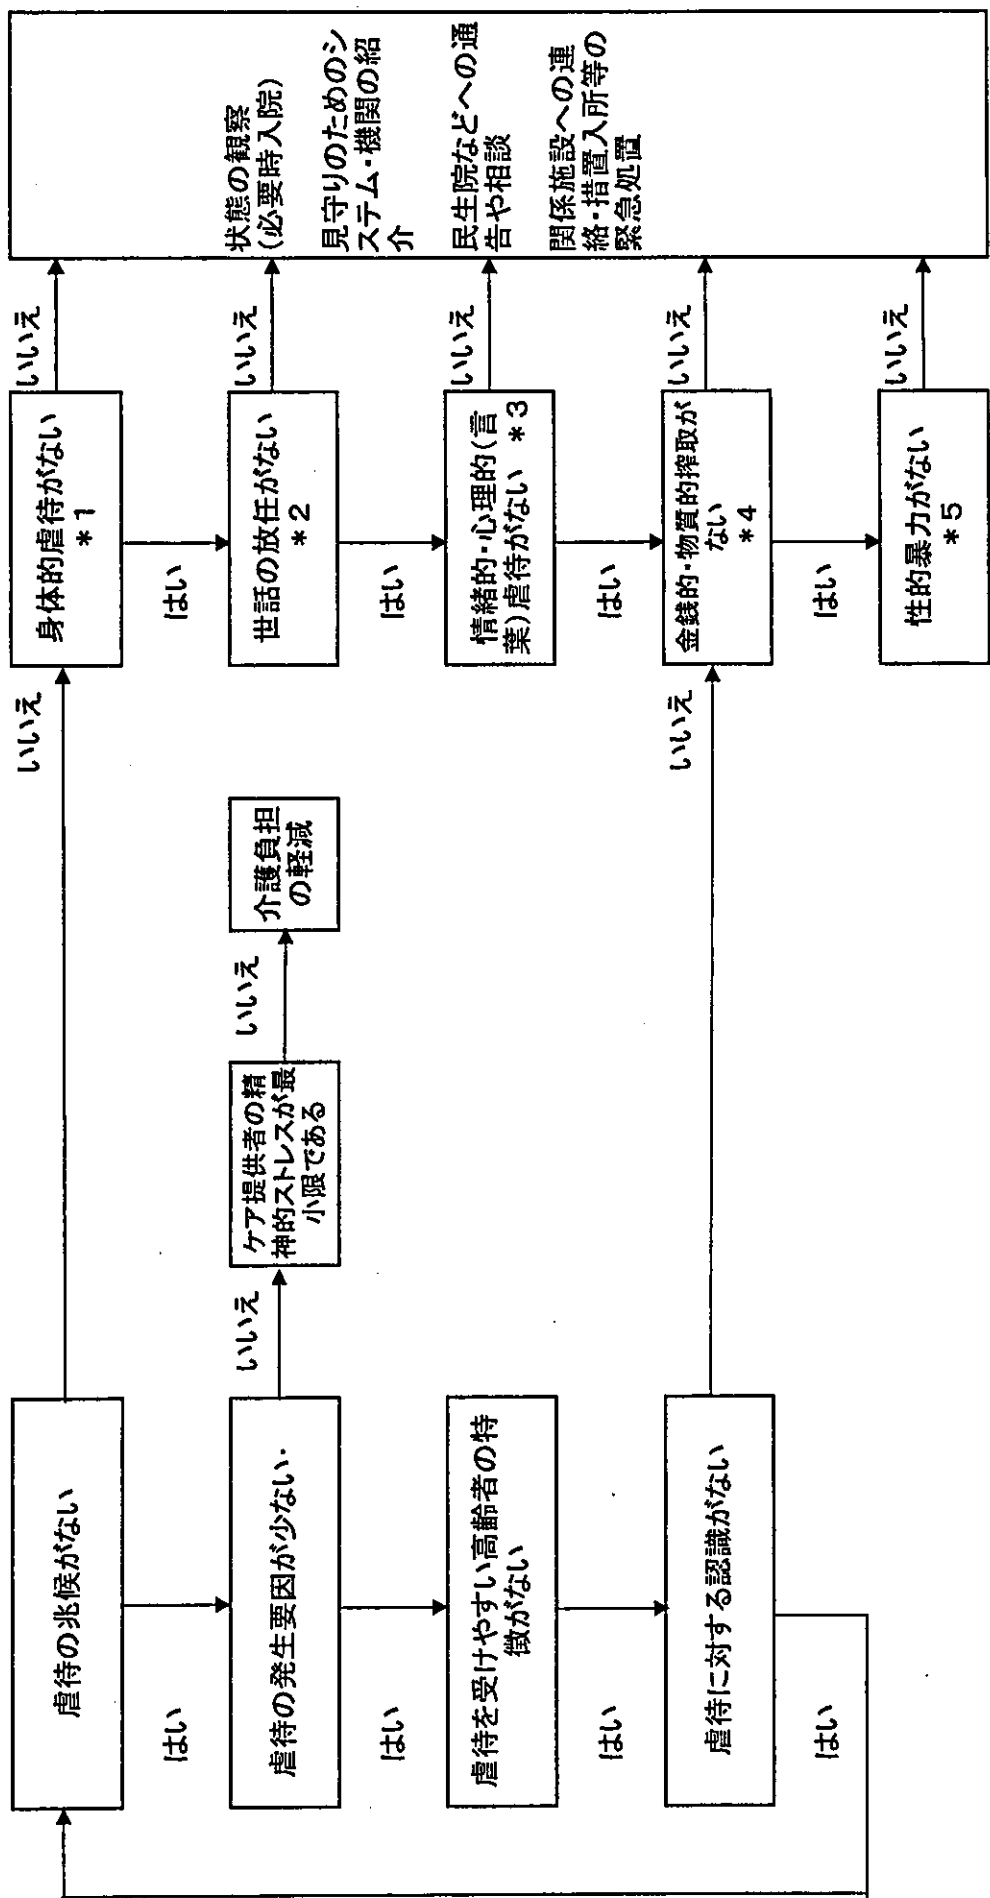 虐待の兆候がない
いいえ
はい
虐待の発生要因が少ない・
いいえ
ケア提供者の精
神的ストレスが最
小限である
いいえ
介護負担
の軽減
はい
虐待を受けやすい高齢者の特
徴がない
はい
虐待に対する認識がない
いいえ
はい
身体的虐待がない
*1
いいえ
はい
世話の放任がない
*2
いいえ
はい
情緒的・心理的(言
葉)虐待がない *3
いいえ
はい
金銭的・物質的搾取が
ない
*4
いいえ
はい
性的暴力がない
*5
いいえ
状態の観察
(必要時入院)
見守りのためのシ
ステム・機関の紹
介
民生院などへの通
告や相談
関係施設への連
絡・措置入所等の
緊急処置